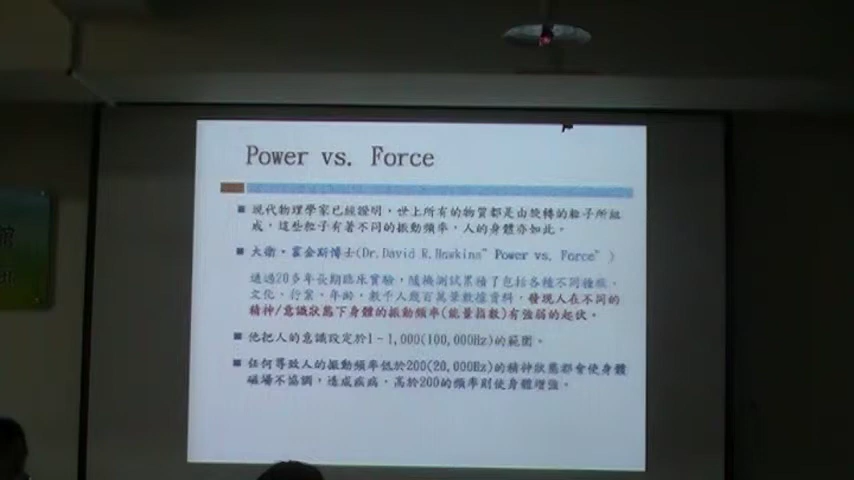 Power vs. Force
現代物理學家已經證明，世上所有的物質都是由旋轉的粒子所組
成，這些粒子有著不同的振動頻率，人的身體亦如此。
大衛·霍金斯博士(Dr.David R.Hawkins"Power vs. Force")
通過20多年長期臨床實驗，隨機測試累積了包括各種不同種族、
文化、行業、年齡，數千人幾百萬筆數據資料，發現人在不同的
精神/意識狀態下身體的振動頻率(能量指數)有強弱的起伏。
他把人的意識設定於1-1,000(100,000Hz)的範圍。
任何導致人的振動頻率低於200(20,000Hz)的精神狀態都會使身體
磁場不協調，造成疾病，高於200的頻率則使身體增強。
館